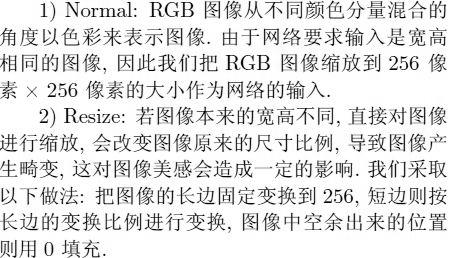 1) Normal: RGB 图像从不同颜色分量混合的
角度以色彩来表示图像. 由于网络要求输入是宽高
相同的图像, 因此我们把 RGB 图像缩放到 256 像
素 × 256 像素的大小作为网络的输入.
2) Resize: 若图像本来的宽高不同, 直接对图像
进行缩放, 会改变图像原来的尺寸比例, 导致图像产
生畸变, 这对图像美感会造成一定的影响. 我们采取
以下做法: 把图像的长边固定变换到 256, 短边则按
长边的变换比例进行变换, 图像中空余出来的位置
则用 0 填充.